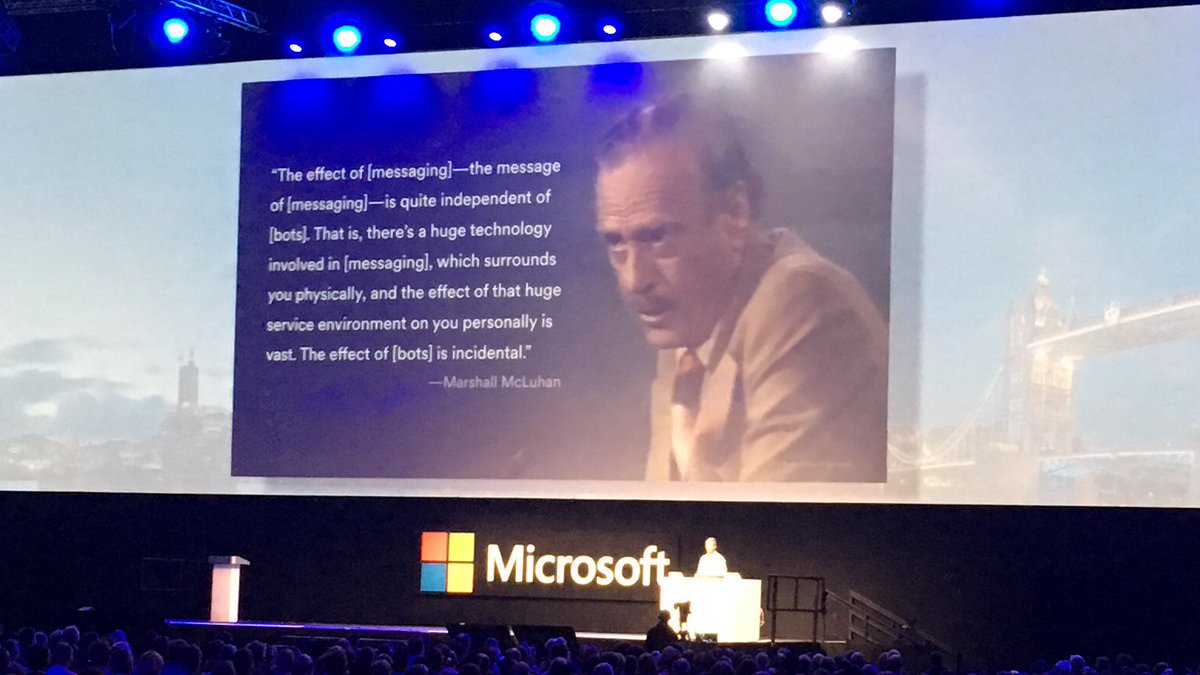 “The effect of [messaging]—the message
of [messaging]—is quite independent of
[bots]. That is, there’s a huge technology
involved in [messaging], which surrounds
you physically, and the effect of that huge
service environment on you personally is
vast. The effect of [bots] is incidental.”
—Marshall McLuhan
Microsoft